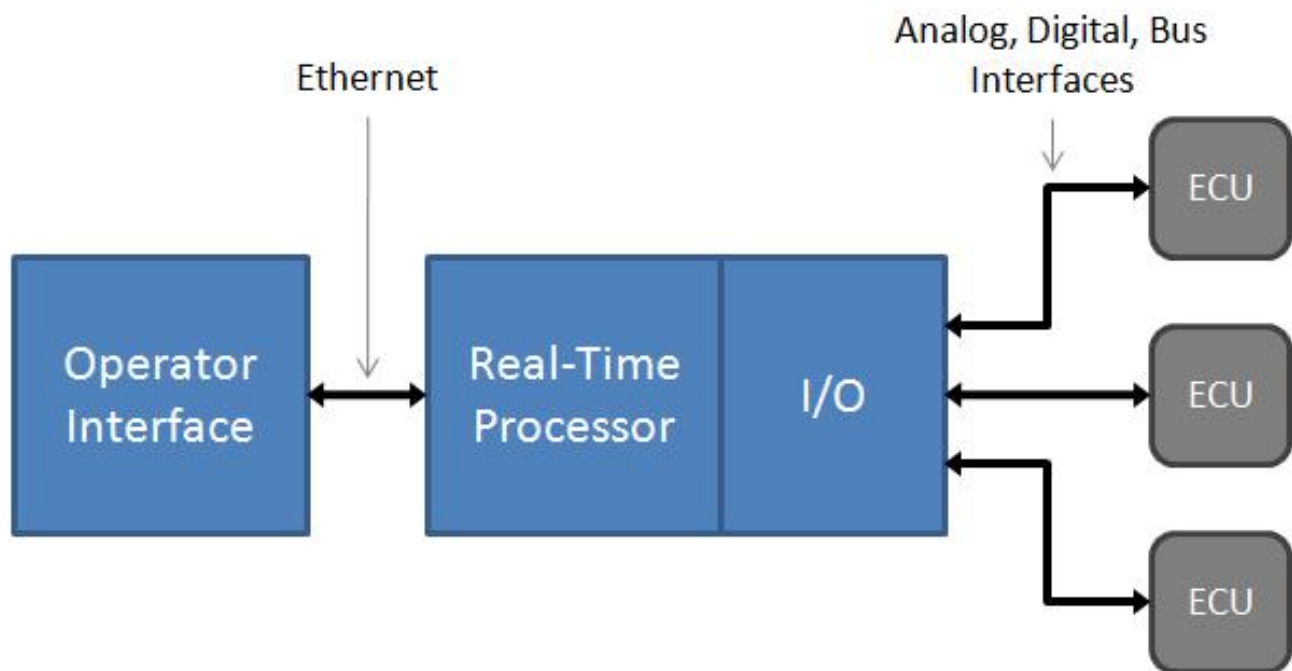 Analog, Digital, Bus
Interfaces
Ethernet
ECU
Operator
Interface
Real-Time
Processor
I/O
ECU
ECU